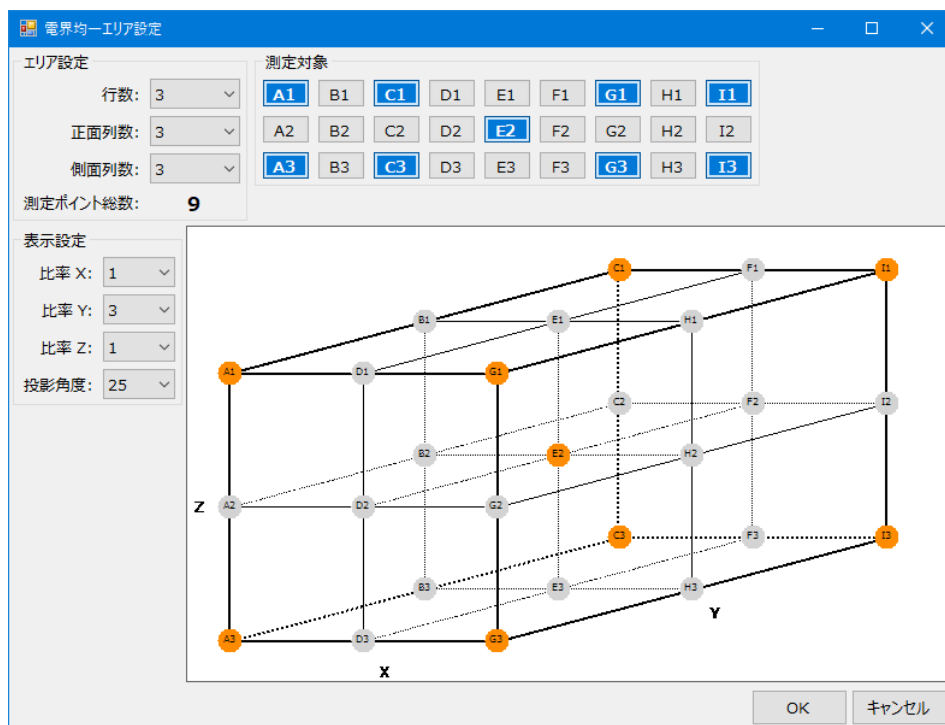 電界均一エリア設定
エリア設定
行数: 3
正面列数: 3
側面列数: 3
測定ポイント総数: 9
測定対象
A1 B1 C1 D1 E1 F1 G1 H1 I1
A2 B2 C2 D2 E2 F2 G2 H2 I2
A3 B3 C3 D3 E3 F3 G3 H3 I3
表示設定
比率 X: 1
比率 Y: 3
比率 Z: 1
投影角度: 25
C1 F1 I1
B1 E1 H1
A1 D1 G1
C2 F2 I2
B2 E2 H2
Z A2 D2 G2
C3 F3 I3
B3 E3 H3
Y
A3 D3 G3
X
OK キャンセル